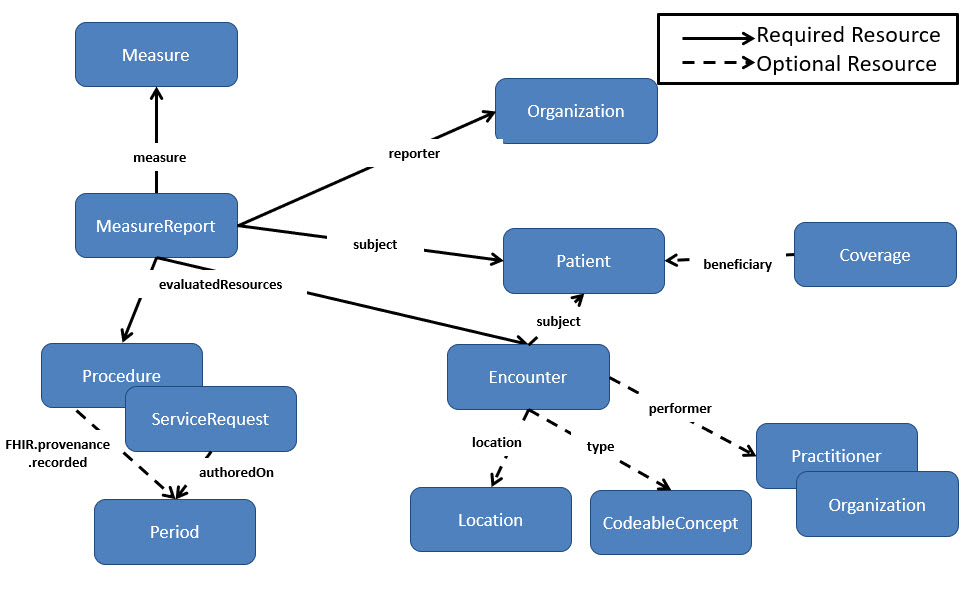 Measure
Required Resource
Optional Resource
Organization
measure
reporter
MeasureReport
subject
Patient
beneficiary
Coverage
evaluatedResources
subject
Procedure
Encounter
ServiceRequest
performer
FHIR.provenance
.recorded
authoredOn
location
type
Practitioner
Organization
Period
Location
CodeableConcept